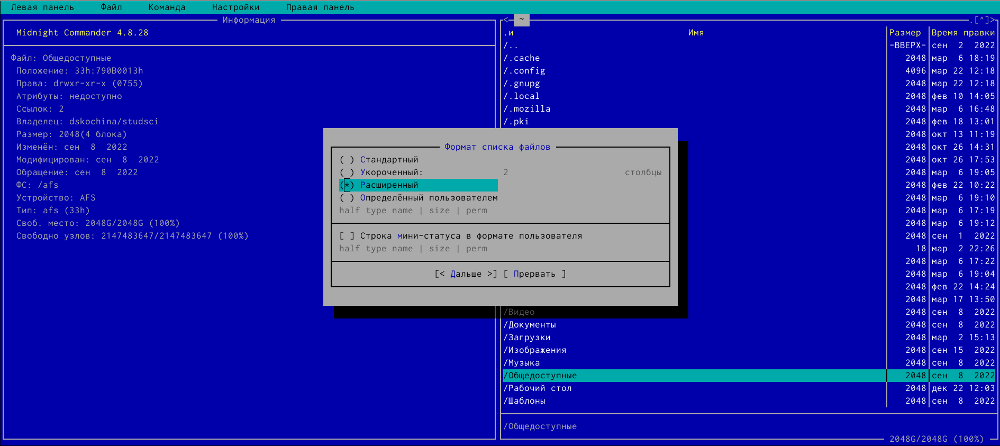 Левая панель     Файл     Команда     Настройки     Правая панель
Информация
Midnight Commander 4.8.28
Файл: Общедоступные
Положение: 33h:790B0013h
Права: drwxr-xr-x (0755)
Атрибуты: недоступно
Ссылок: 2
Владелец: dskochina/studsci
Размер: 2048(4 блока)
Изменён: сен  8  2022
Модифицирован: сен  8  2022
Обращение: сен  8  2022
ФС: /afs
Устройство: AFS
Тип: afs (33h)
Своб. место: 2048G/2048G (100%)
Свободно узлов: 2147483647/2147483647 (100%)
< ~ .[^]>
.и Имя Размер Время правки
/.. -ВВЕРХ- сен  2  2022
/.cache 2048 мар  6 18:19
/.config 4096 мар 22 12:18
/.gnupg 2048 мар 22 12:18
/.local 2048 фев 10 14:05
/.mozilla 2048 мар  6 16:48
/.pki 2048 фев 18 13:01
2048 окт 13 11:19
2048 окт 26 14:31
2048 окт 26 17:53
2048 мар  6 19:05
2048 фев 22 10:22
2048 мар  6 19:10
2048 мар  6 17:19
2048 мар  6 19:12
2048 сен  1  2022
18 мар  2 22:26
2048 мар  6 17:22
2048 мар  6 19:04
2048 фев 22 14:24
2048 мар 17 13:50
/Видео 2048 сен  8  2022
/Документы 2048 сен  8  2022
/Загрузки 2048 мар  2 15:13
/Изображения 2048 сен 15  2022
/Музыка 2048 сен  8  2022
/Общедоступные 2048 сен  8  2022
/Рабочий стол 2048 дек 22 12:03
/Шаблоны 2048 сен  8  2022
/Общедоступные
2048G/2048G (100%)
Формат списка файлов
( ) Стандартный
( ) Укороченный: 2 столбцы
(*) Расширенный
( ) Определённый пользователем
half type name | size | perm
[ ] Строка мини-статуса в формате пользователя
half type name | size | perm
[< Дальше >] [ Прервать ]